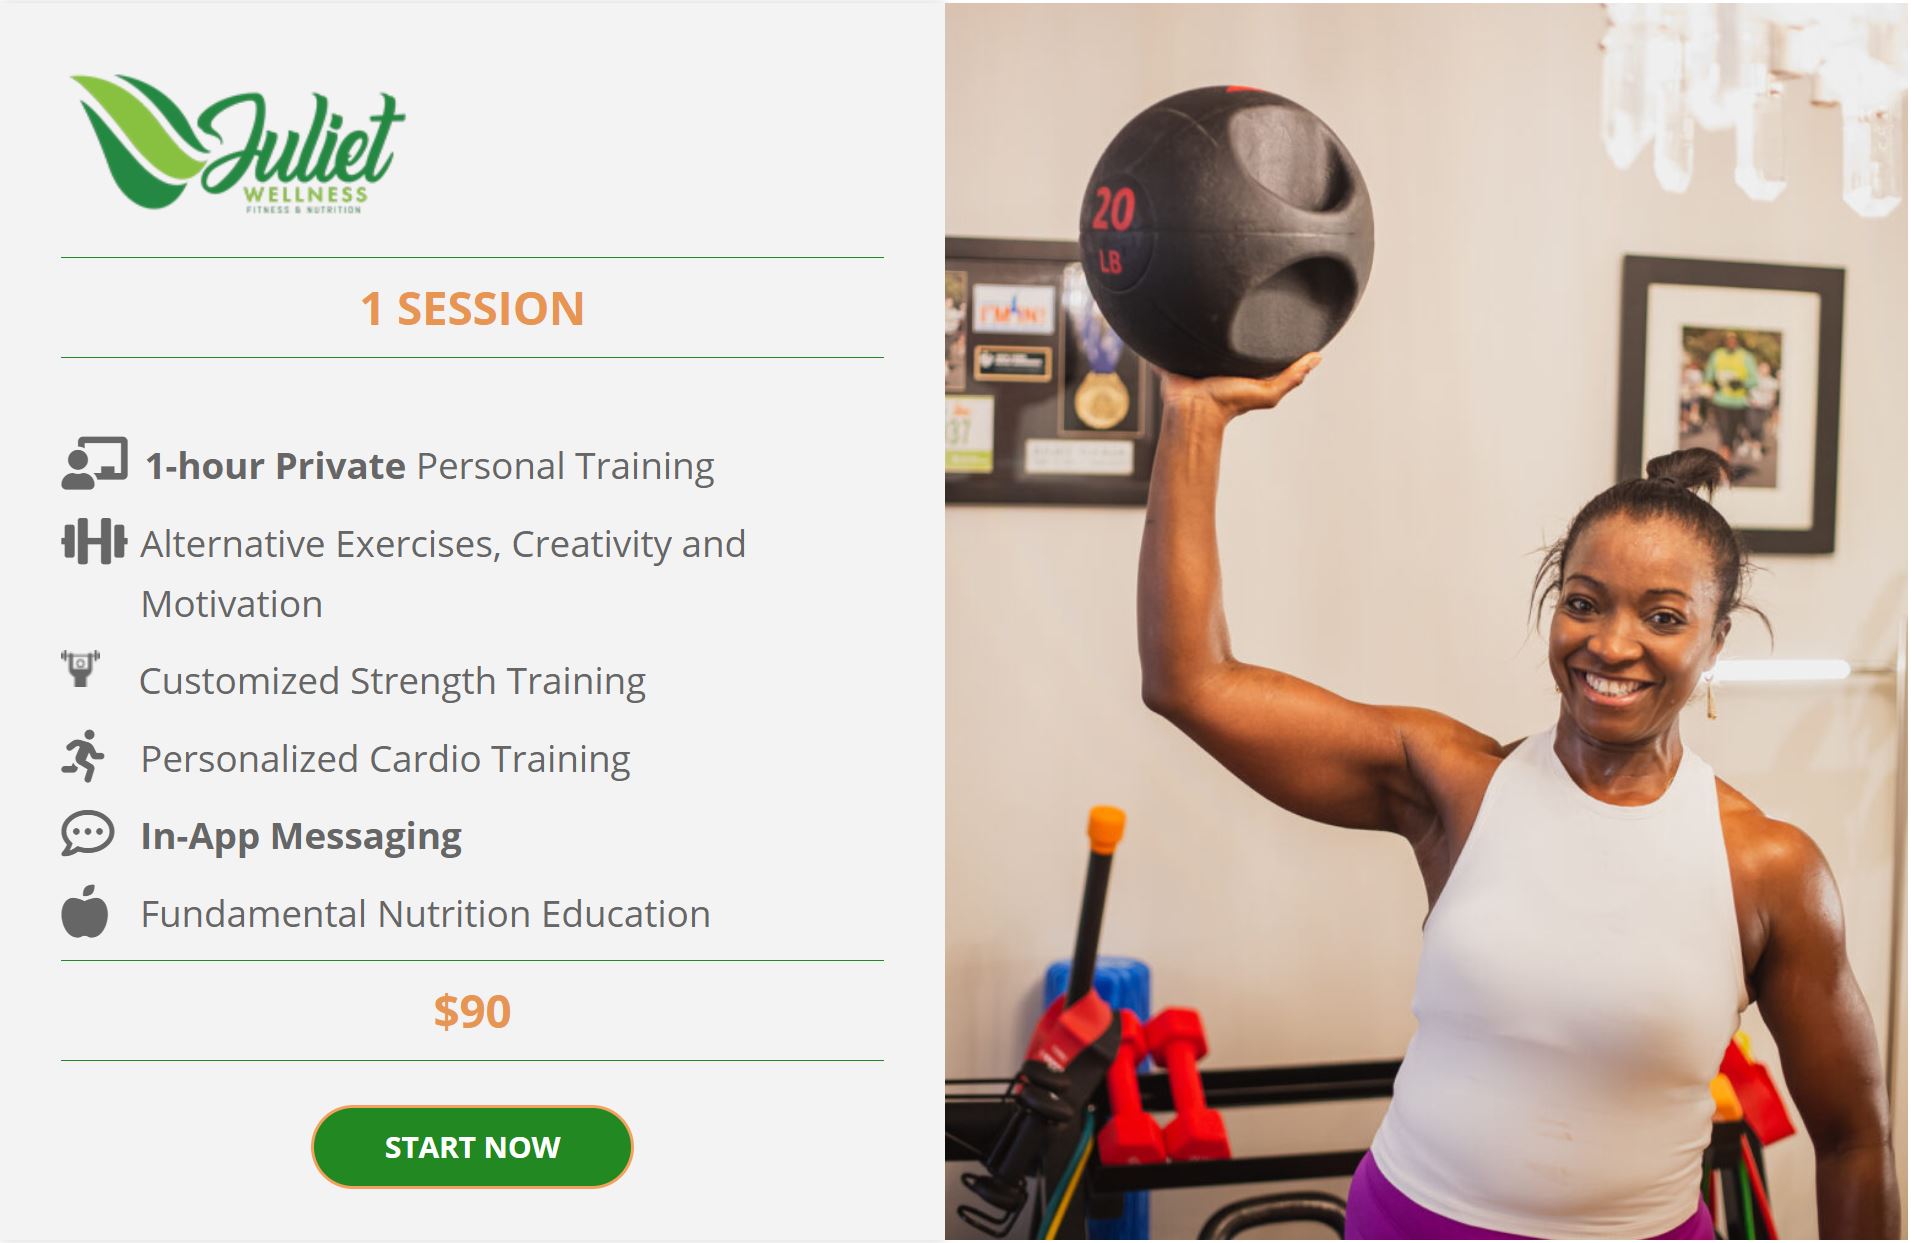 Juliet
WELLNESS
FITNESS & NUTRITION
1 SESSION
1-hour Private Personal Training
Alternative Exercises, Creativity and
Motivation
Customized Strength Training
Personalized Cardio Training
In-App Messaging
Fundamental Nutrition Education
$90
START NOW
20
LB
I'M IN!
37